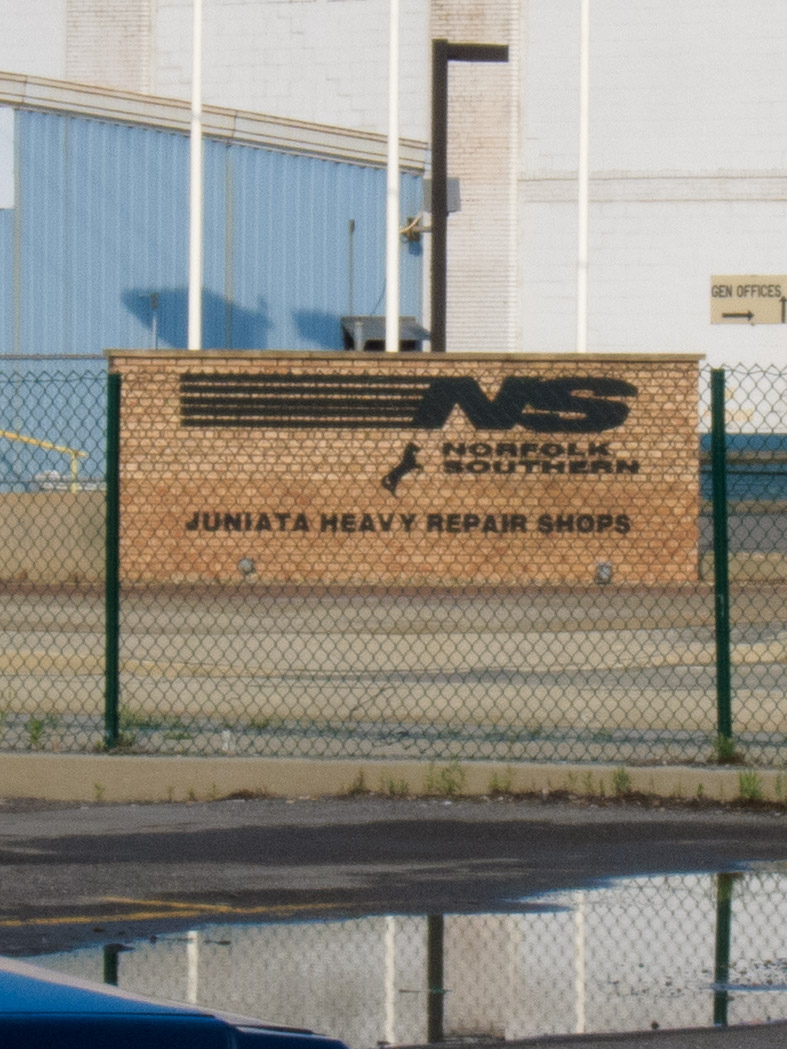 GEN OFFICES
NS
NORFOLK
SOUTHERN
JUNIATA HEAVY REPAIR SHOPS